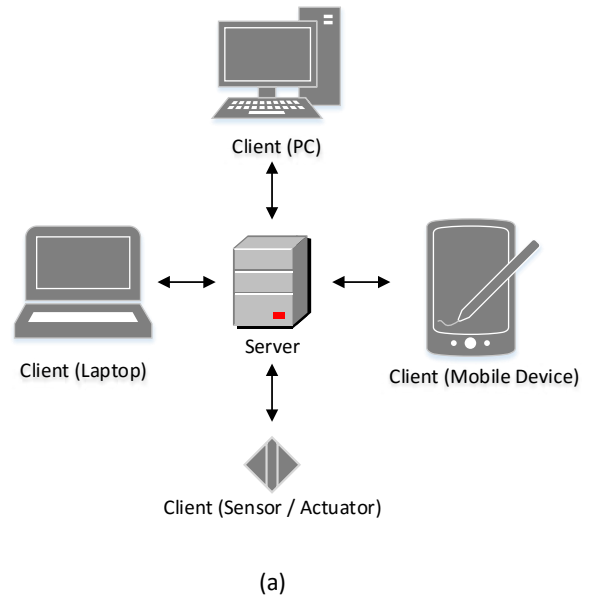 Client (PC)
Server
Client (Laptop)
Client (Mobile Device)
Client (Sensor / Actuator)
(a)